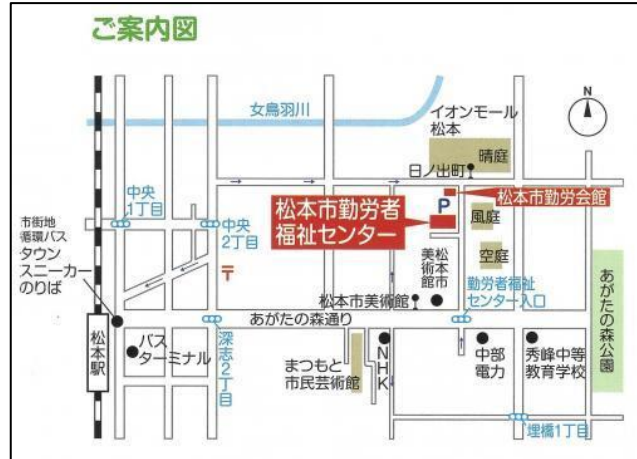 ご案内図
女鳥羽川
イオンモール
松本
晴庭
N
日ノ出町
松本市勤労会館
P
松本市勤労者
福祉センター
風庭
空庭
中央
1丁目
中央
2丁目
市街地
循環バス
タウン
スニーカー
のりば
〒
松本市
美術館
松本市美術館
勤労者福祉
センター入口
あがたの森公園
あがたの森通り
松本駅
バス
ターミナル
深志2丁目
まつもと
市民芸術館
NHK
中部
電力
秀峰中等
教育学校
埋橋1丁目